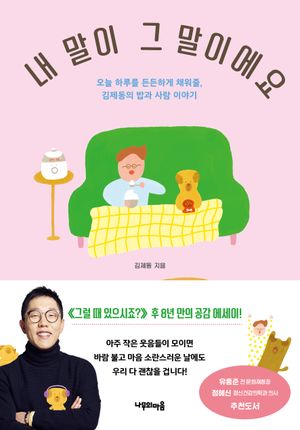 내 말이 그 말이에요
오늘 하루를 든든하게 채워줄,
김제동의 밥과 사람 이야기
김제동 지음
《그럴 때 있으시죠?》 후 8년 만의 공감 에세이!
아주 작은 웃음들이 모이면
바람 불고 마음 소란스러운 날에도
우리 다 괜찮을 겁니다!
유홍준 전 문화재청장
정혜신 정신건강의학과 의사
추천도서
나무의마음